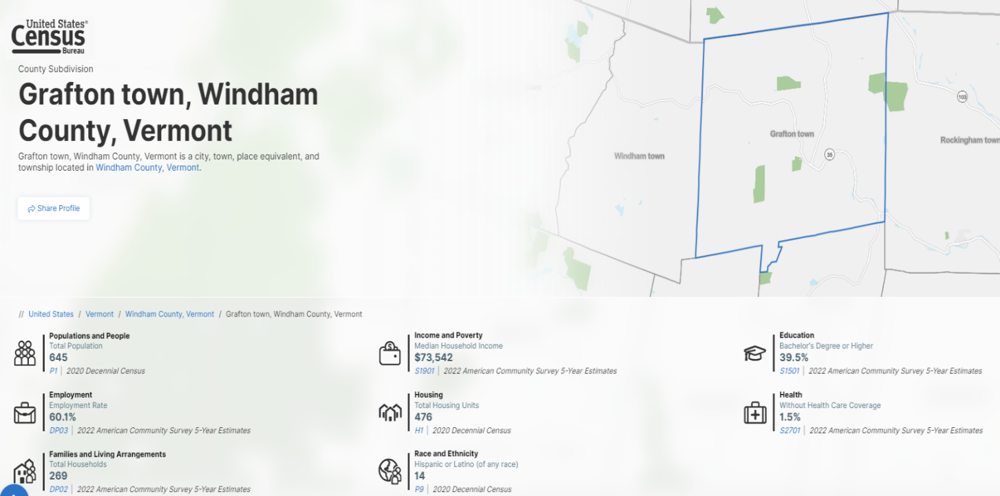 United States®
Census
Bureau
County Subdivision
Grafton town, Windham
County, Vermont
Grafton town, Windham County, Vermont is a city, town, place equivalent, and
township located in Windham County, Vermont.
Share Profile
Windham town
Grafton town
Rockingham town
103
35
// United States / Vermont / Windham County, Vermont / Grafton town, Windham County, Vermont
Populations and People
Total Population
645
P1 | 2020 Decennial Census
Income and Poverty
Median Household Income
$73,542
S1901 | 2022 American Community Survey 5-Year Estimates
Education
Bachelor's Degree or Higher
39.5%
S1501 | 2022 American Community Survey 5-Year Estimates
Employment
Employment Rate
60.1%
DP03 | 2022 American Community Survey 5-Year Estimates
Housing
Total Housing Units
476
H1 | 2020 Decennial Census
Health
Without Health Care Coverage
1.5%
S2701 | 2022 American Community Survey 5-Year Estimates
Families and Living Arrangements
Total Households
269
DP02 | 2022 American Community Survey 5-Year Estimates
Race and Ethnicity
Hispanic or Latino (of any race)
14
P9 | 2020 Decennial Census